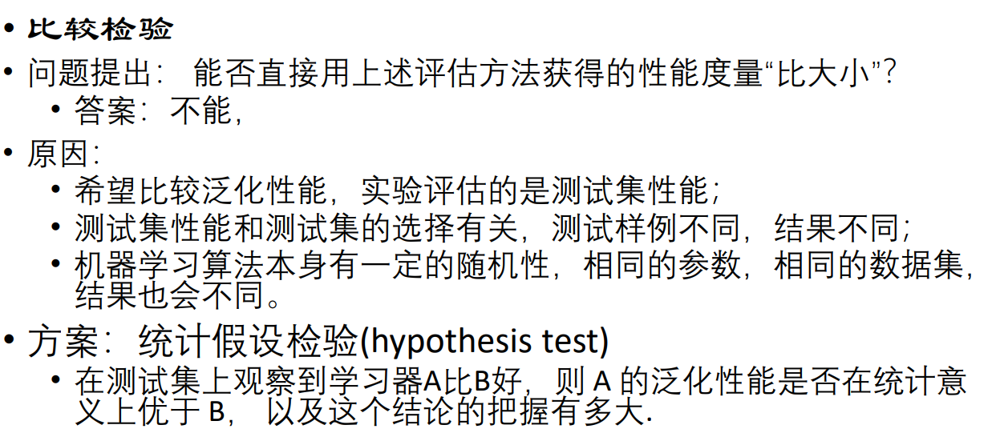 • 比较检验
• 问题提出： 能否直接用上述评估方法获得的性能度量“比大小”？
• 答案：不能，
• 原因：
• 希望比较泛化性能，实验评估的是测试集性能；
• 测试集性能和测试集的选择有关，测试样例不同，结果不同；
• 机器学习算法本身有一定的随机性，相同的参数，相同的数据集，
结果也会不同。
• 方案：统计假设检验(hypothesis test)
• 在测试集上观察到学习器A比B好，则 A 的泛化性能是否在统计意
义上优于 B， 以及这个结论的把握有多大.